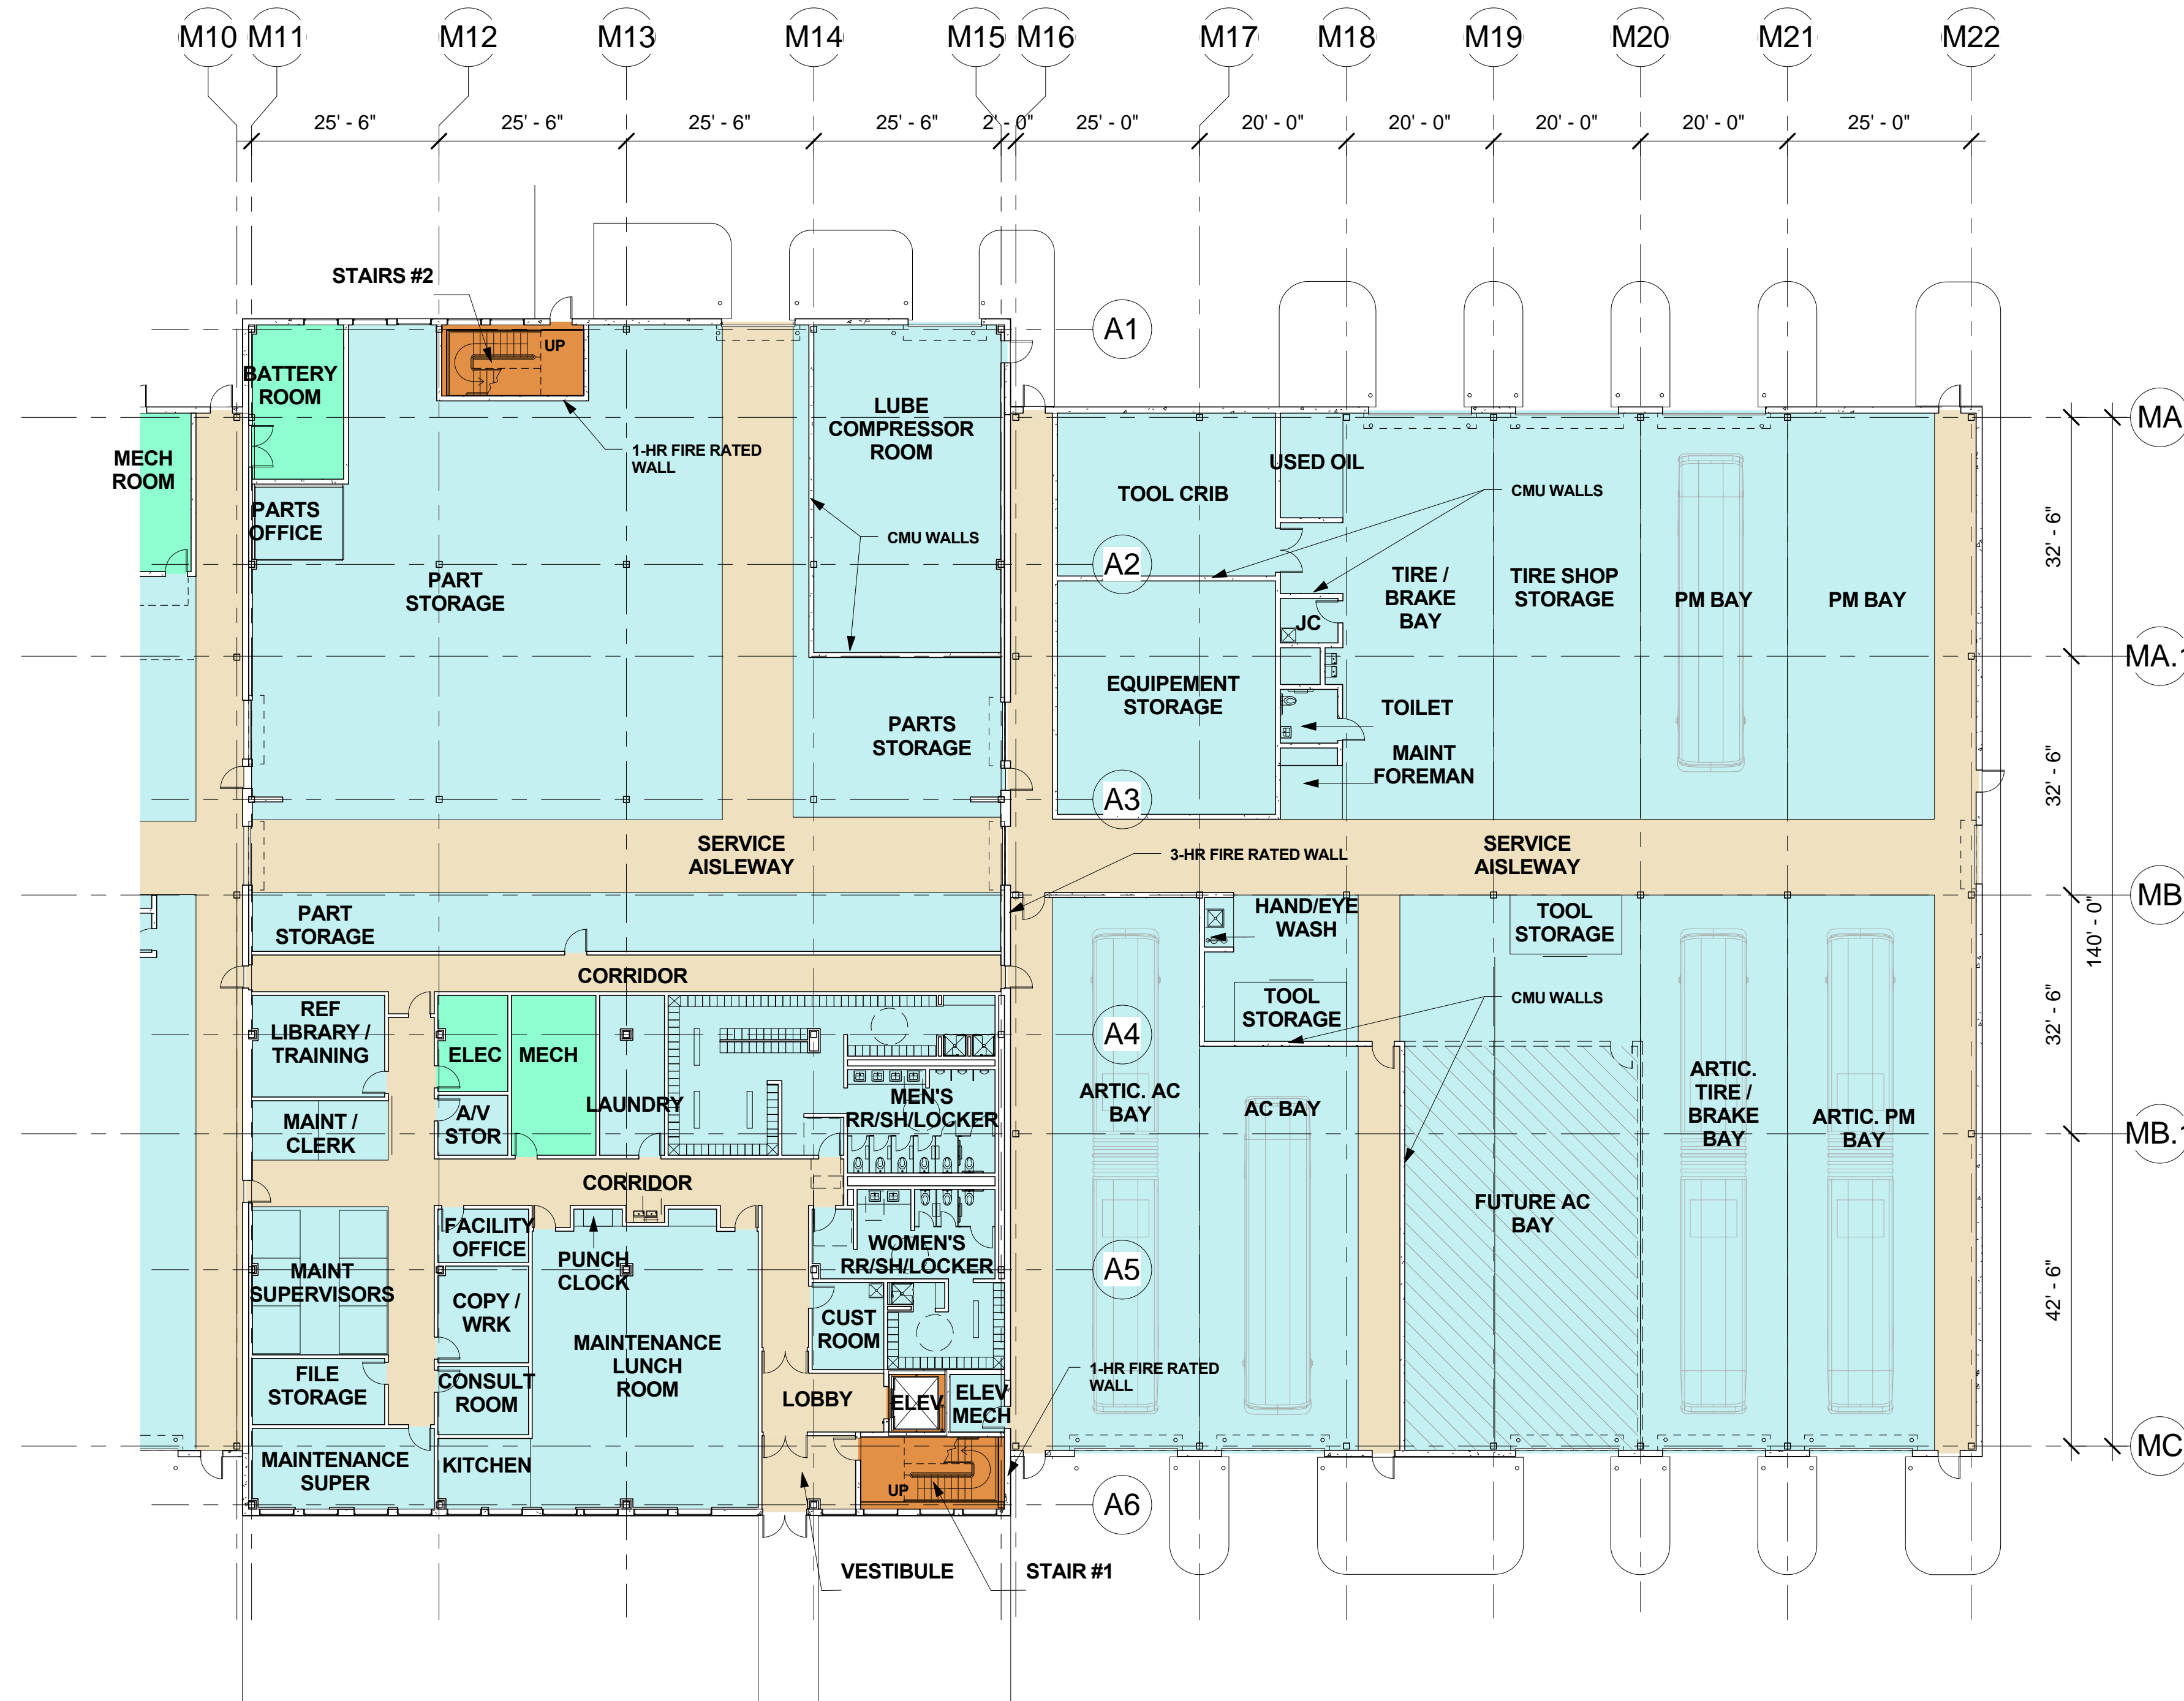 M10
M11
M12
M13
M14
M15
M16
M17
M18
M19
M20
M21
M22
25' - 6"
25' - 6"
25' - 6"
25' - 6"
2' - 0"
25' - 0"
20' - 0"
20' - 0"
20' - 0"
20' - 0"
25' - 0"
STAIRS #2
A1
UP
BATTERY
ROOM
MA
LUBE
COMPRESSOR
ROOM
1-HR FIRE RATED
WALL
MECH
ROOM
USED OIL
TOOL CRIB
CMU WALLS
PARTS
OFFICE
CMU WALLS
32' - 6"
A2
PART
STORAGE
TIRE /
BRAKE
BAY
TIRE SHOP
STORAGE
PM BAY
PM BAY
JC
MA.1
EQUIPEMENT
STORAGE
TOILET
PARTS
STORAGE
MAINT
FOREMAN
32' - 6"
A3
SERVICE
AISLEWAY
3-HR FIRE RATED WALL
SERVICE
AISLEWAY
MB
PART
STORAGE
HAND/EYE
WASH
TOOL
STORAGE
140' - 0"
CORRIDOR
REF
LIBRARY /
TRAINING
TOOL
STORAGE
CMU WALLS
32' - 6"
A4
ELEC
MECH
LAUNDRY
MEN'S
RR/SH/LOCKER
ARTIC. AC
BAY
AC BAY
ARTIC.
TIRE /
BRAKE
BAY
ARTIC. PM
BAY
A/V
STOR
MAINT /
CLERK
MB.1
CORRIDOR
FUTURE AC
BAY
FACILITY
OFFICE
PUNCH
CLOCK
WOMEN'S
RR/SH/LOCKER
A5
MAINT
SUPERVISORS
42' - 6"
COPY /
WRK
CUST
ROOM
MAINTENANCE
LUNCH
ROOM
1-HR FIRE RATED
WALL
FILE
STORAGE
CONSULT
ROOM
LOBBY
ELEV
ELEV
MECH
MC
MAINTENANCE
SUPER
KITCHEN
UP
A6
VESTIBULE
STAIR #1